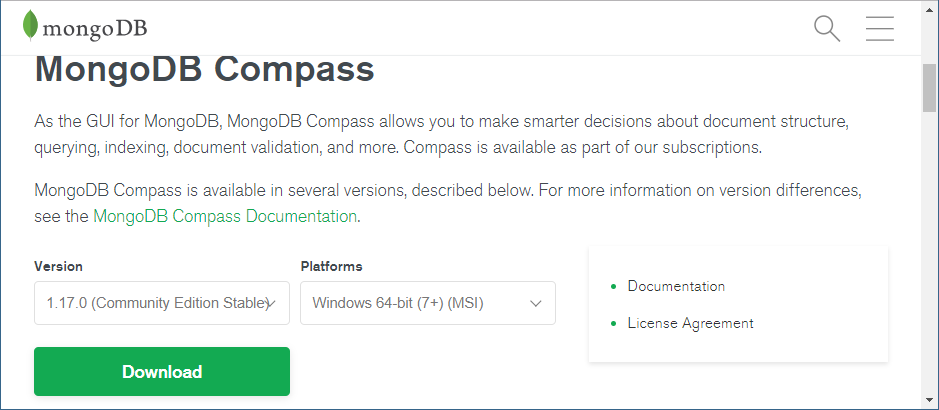 mongoDB
MongoDB Compass
As the GUI for MongoDB, MongoDB Compass allows you to make smarter decisions about document structure,
querying, indexing, document validation, and more. Compass is available as part of our subscriptions.
MongoDB Compass is available in several versions, described below. For more information on version differences,
see the MongoDB Compass Documentation.
Version
Platforms
1.17.0 (Community Edition Stable)
Windows 64-bit (7+) (MSI)
Documentation
License Agreement
Download